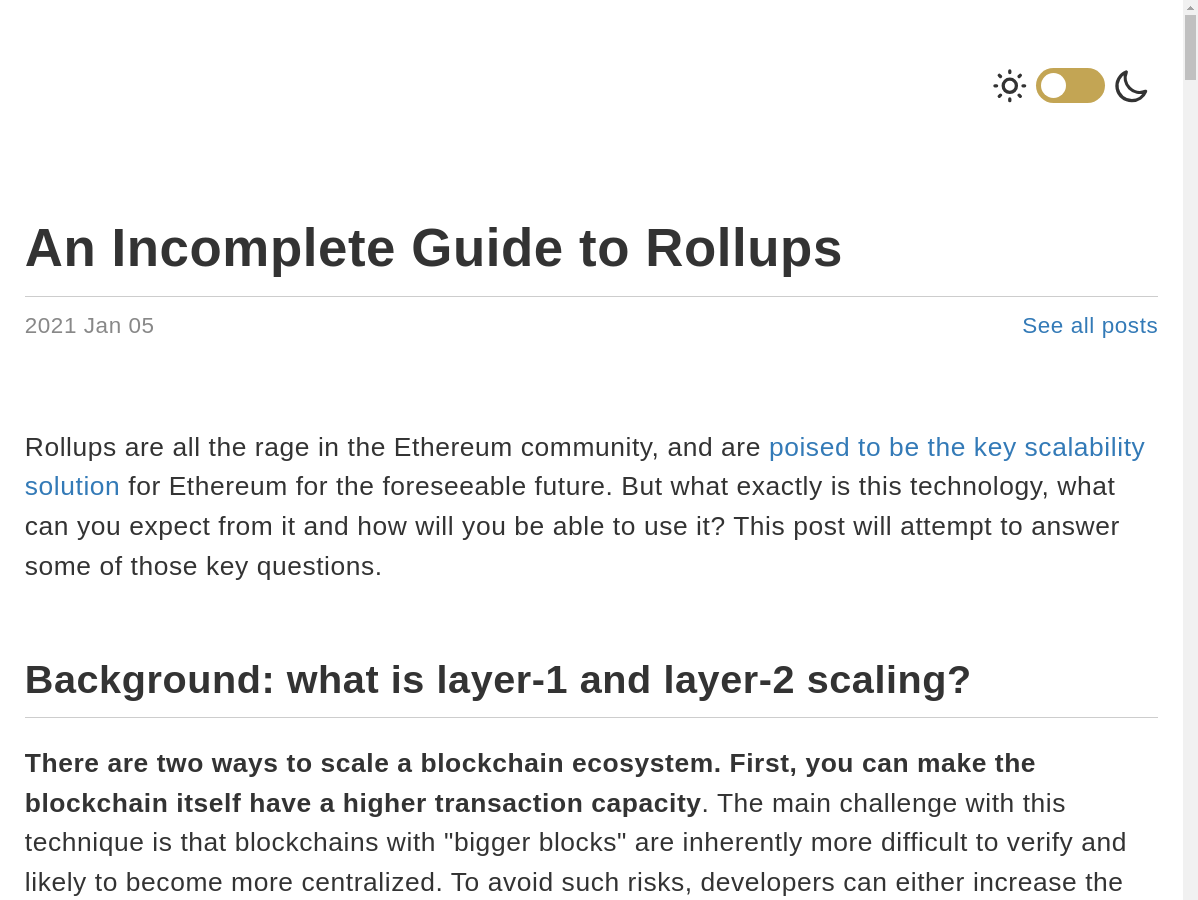 An Incomplete Guide to Rollups
2021 Jan 05
See all posts
Rollups are all the rage in the Ethereum community, and are poised to be the key scalability
solution for Ethereum for the foreseeable future. But what exactly is this technology, what
can you expect from it and how will you be able to use it? This post will attempt to answer
some of those key questions.
Background: what is layer-1 and layer-2 scaling?
There are two ways to scale a blockchain ecosystem. First, you can make the
blockchain itself have a higher transaction capacity. The main challenge with this
technique is that blockchains with "bigger blocks" are inherently more difficult to verify and
likely to become more centralized. To avoid such risks, developers can either increase the